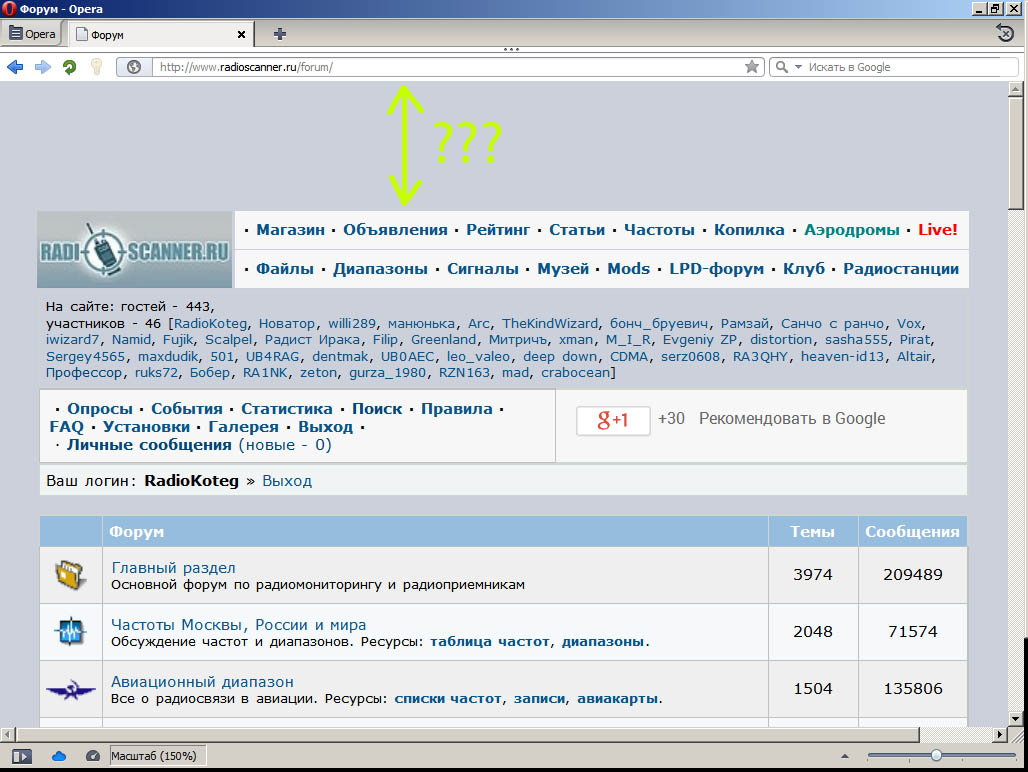 Форум - Opera
Opera
Форум
http://www.radioscanner.ru/forum/
Искать в Google
???
RADI SCANNER.RU
· Магазин · Объявления · Рейтинг · Статьи · Частоты · Копилка · Аэродромы · Live!
· Файлы · Диапазоны · Сигналы · Музей · Mods · LPD-форум · Клуб · Радиостанции
На сайте: гостей - 443,
участников - 46 [RadioKoteg, Новатор, willi289, манюнька, Arc, TheKindWizard, бонч_бруевич, Рамзай, Санчо с ранчо, Vox,
iwizard7, Namid, Fujik, Scalpel, Радист Ирака, Filip, Greenland, Митричъ, xman, M_I_R, Evgeniy ZP, distortion, sasha555, Pirat,
Sergey4565, maxdudik, 501, UB4RAG, dentmak, UB0AEC, leo_valeo, deep down, CDMA, serz0608, RA3QHY, heaven-id13, Altair,
Профессор, ruks72, Бобер, RA1NK, zeton, gurza_1980, RZN163, mad, crabocean]
· Опросы · События · Статистика · Поиск · Правила ·
FAQ · Установки · Галерея · Выход ·
· Личные сообщения (новые - 0)
g+1 +30 Рекомендовать в Google
Ваш логин: RadioKoteg » Выход
Форум Темы Сообщения
Главный раздел
Основной форум по радиомониторингу и радиоприемникам
3974 209489
Частоты Москвы, России и мира
Обсуждение частот и диапазонов. Ресурсы: таблица частот, диапазоны.
2048 71574
Авиационный диапазон
Все о радиосвязи в авиации. Ресурсы: списки частот, записи, авиакарты.
1504 135806
Масштаб (150%)